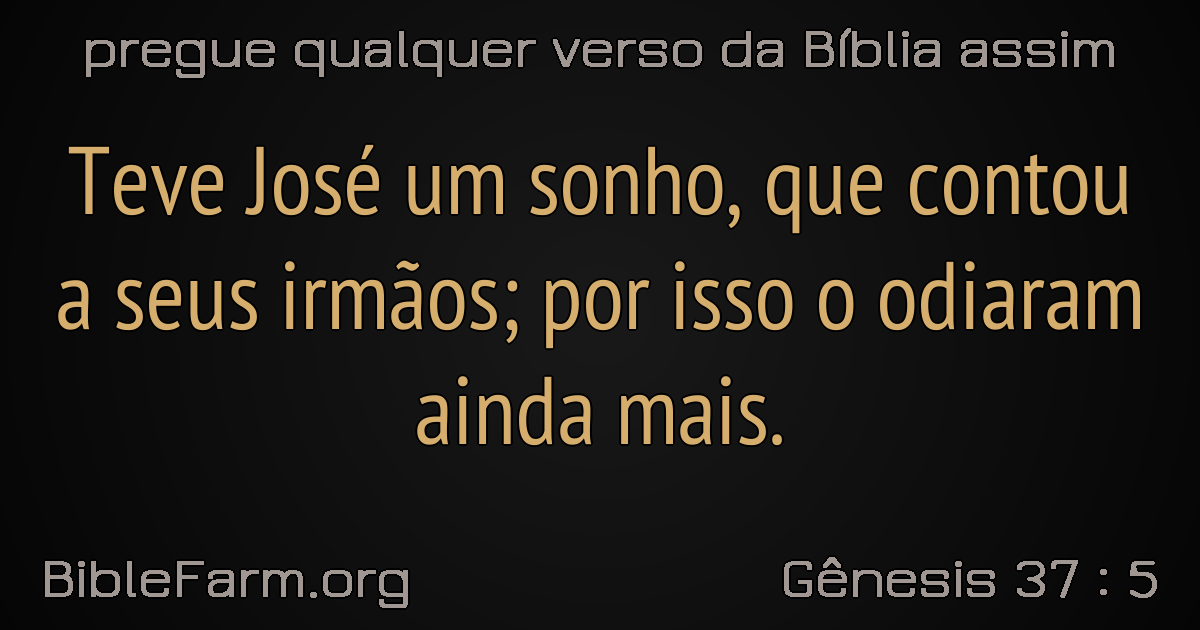 pregue qualquer verso da Bíblia assim
Teve José um sonho, que contou
a seus irmãos; por isso o odiaram
ainda mais.
BibleFarm.org
Gênesis 37 : 5